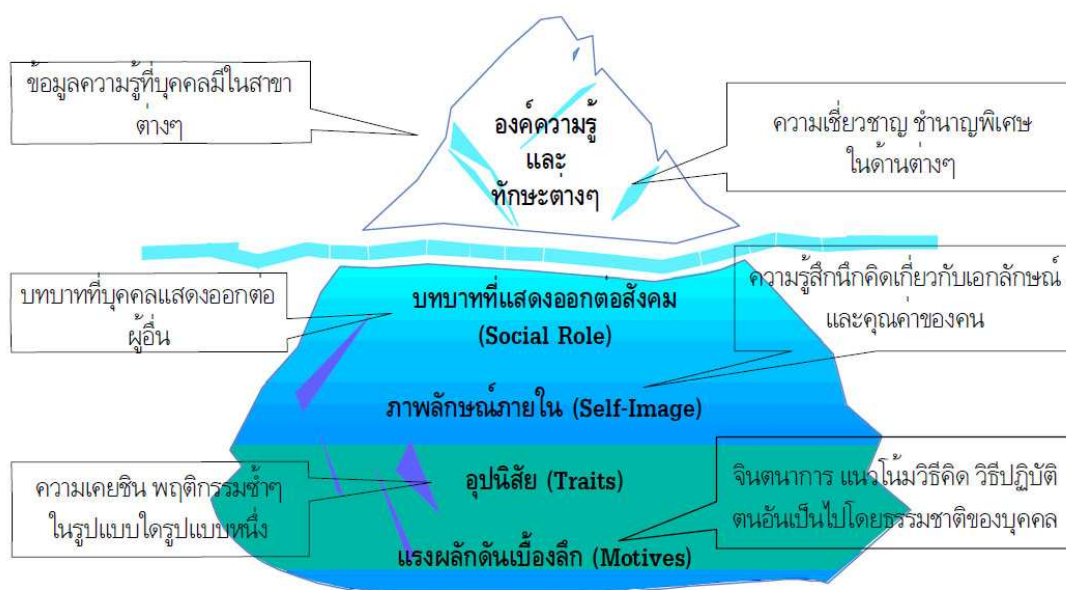 ข้อมูลความรู้ที่บุคคลมีในสาขา
ต่างๆ
องค์ความรู้
และ
ทักษะต่างๆ
ความเชี่ยวชาญ ชำนาญพิเศษ
ในด้านต่างๆ
บทบาทที่บุคคลแสดงออกต่อ
ผู้อื่น
บทบาทที่แสดงออกต่อสังคม
(Social Role)
ความรู้สึกนึกคิดเกี่ยวกับเอกลักษณ์
และคุณค่าของคน
ภาพลักษณ์ภายใน (Self-Image)
ความเคยชิน พฤติกรรมซ้ำๆ
ในรูปแบบใดรูปแบบหนึ่ง
อุปนิสัย (Traits)
จินตนาการ แนวโน้มวิธีคิด วิธีปฏิบัติ
ตนอันเป็นไปโดยธรรมชาติของบุคคล
แรงผลักดันเบื้องลึก (Motives)